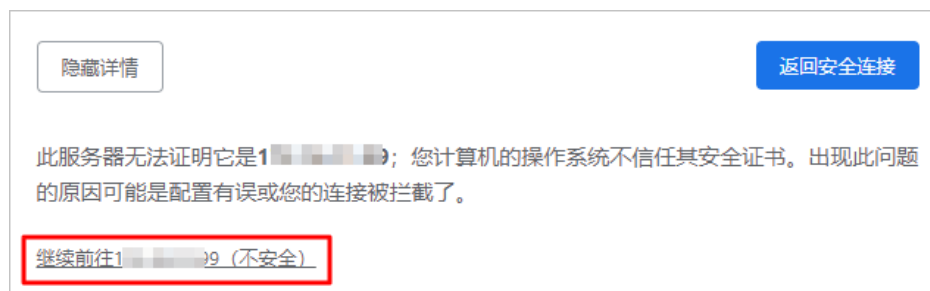 隐藏详情
返回安全连接
此服务器无法证明它是1 9；您计算机的操作系统不信任其安全证书。出现此问题
的原因可能是配置有误或您的连接被拦截了。
继续前往1 99（不安全）